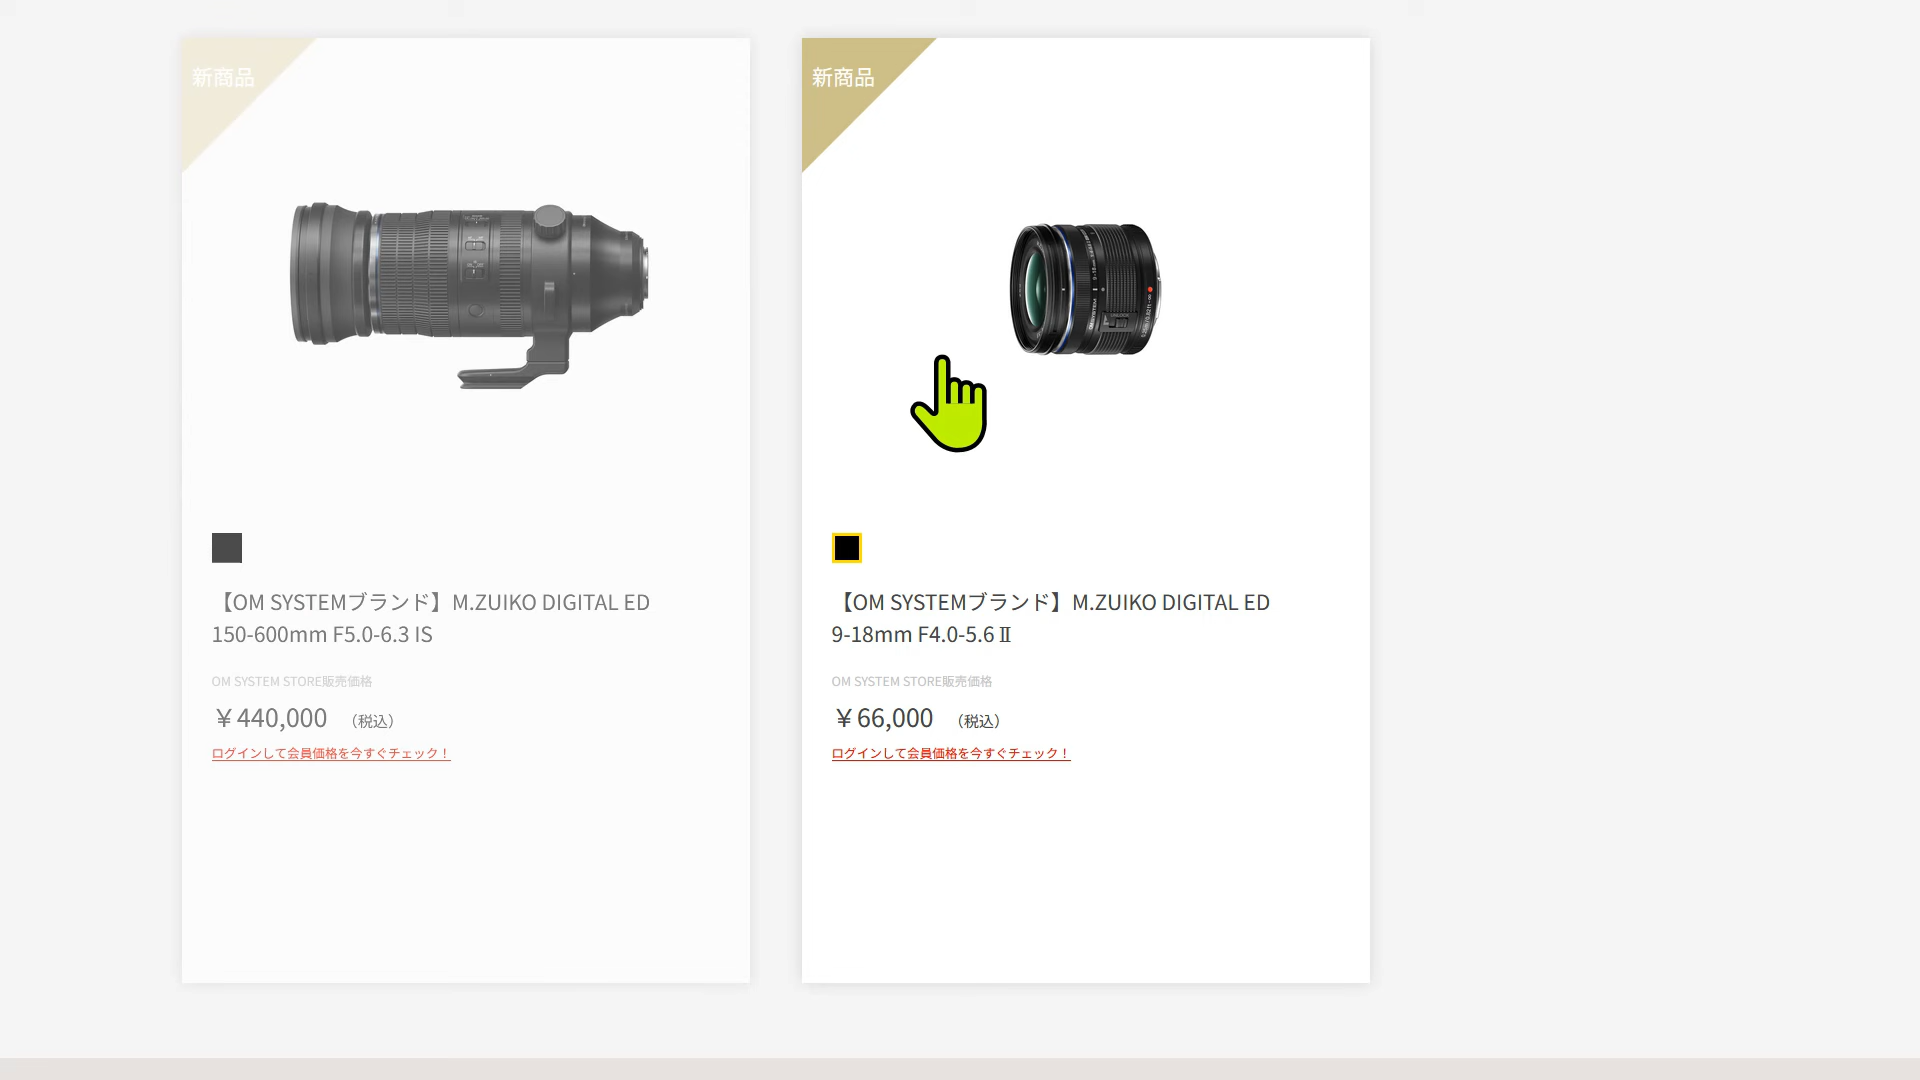 新商品
【OM SYSTEMブランド】M.ZUIKO DIGITAL ED
150-600mm F5.0-6.3 IS
OM SYSTEM STORE販売価格
￥440,000 （税込）
ログインして会員価格を今すぐチェック！
新商品
【OM SYSTEMブランド】M.ZUIKO DIGITAL ED
9-18mm F4.0-5.6 Ⅱ
OM SYSTEM STORE販売価格
￥66,000 （税込）
ログインして会員価格を今すぐチェック！